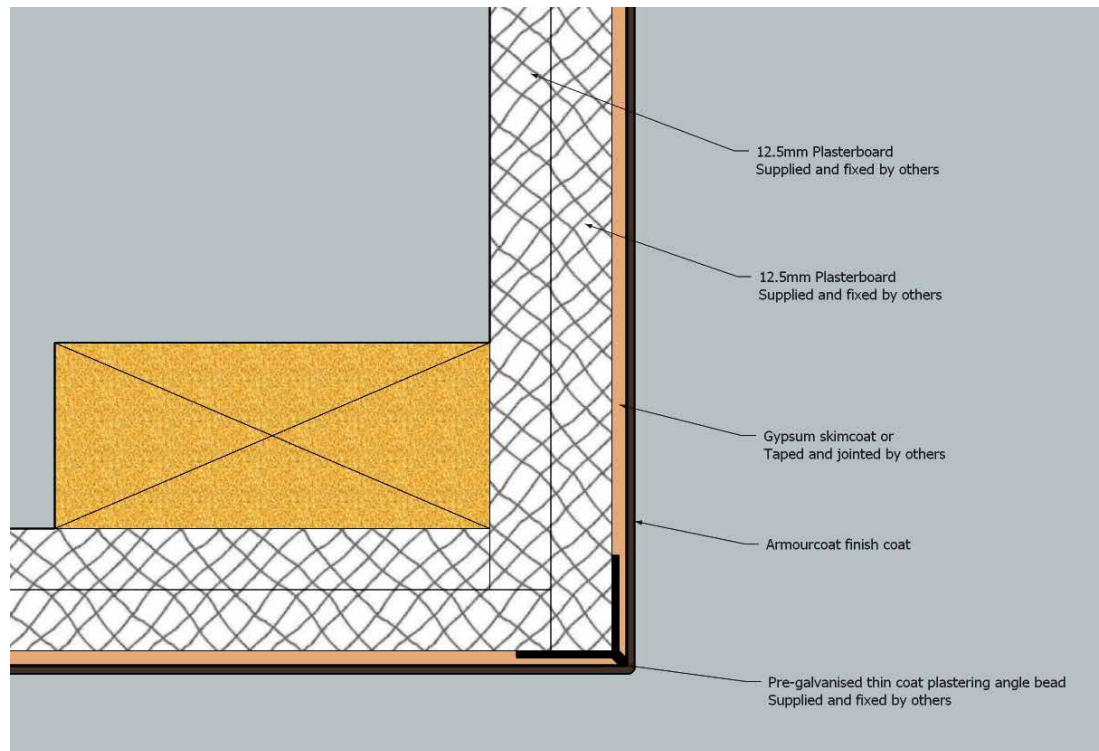 12.5mm Plasterboard
Supplied and fixed by others
12.5mm Plasterboard
Supplied and fixed by others
Gypsum skimcoat or
Taped and jointed by others
Armourcoat finish coat
Pre-galvanised thin coat plastering angle bead
Supplied and fixed by others